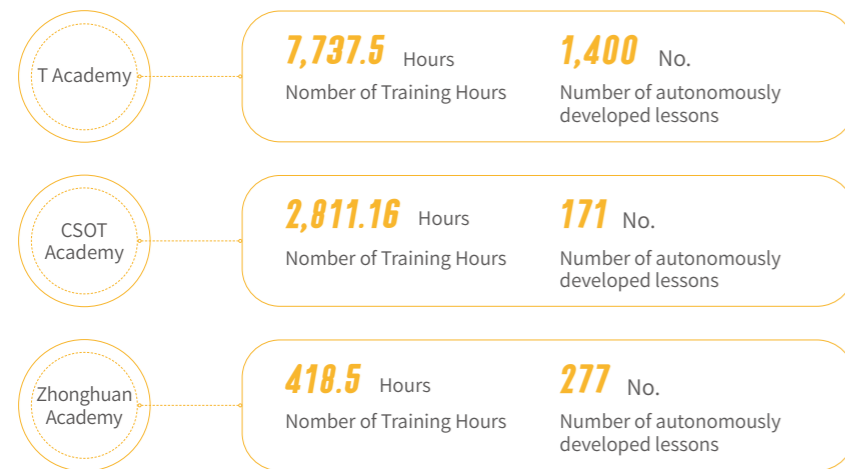 T Academy
7,737.5 Hours
Nomber of Training Hours
1,400 No.
Number of autonomously
developed lessons
CSOT
Academy
2,811.16 Hours
Nomber of Training Hours
171 No.
Number of autonomously
developed lessons
Zhonghuan
Academy
418.5 Hours
Nomber of Training Hours
277 No.
Number of autonomously
developed lessons